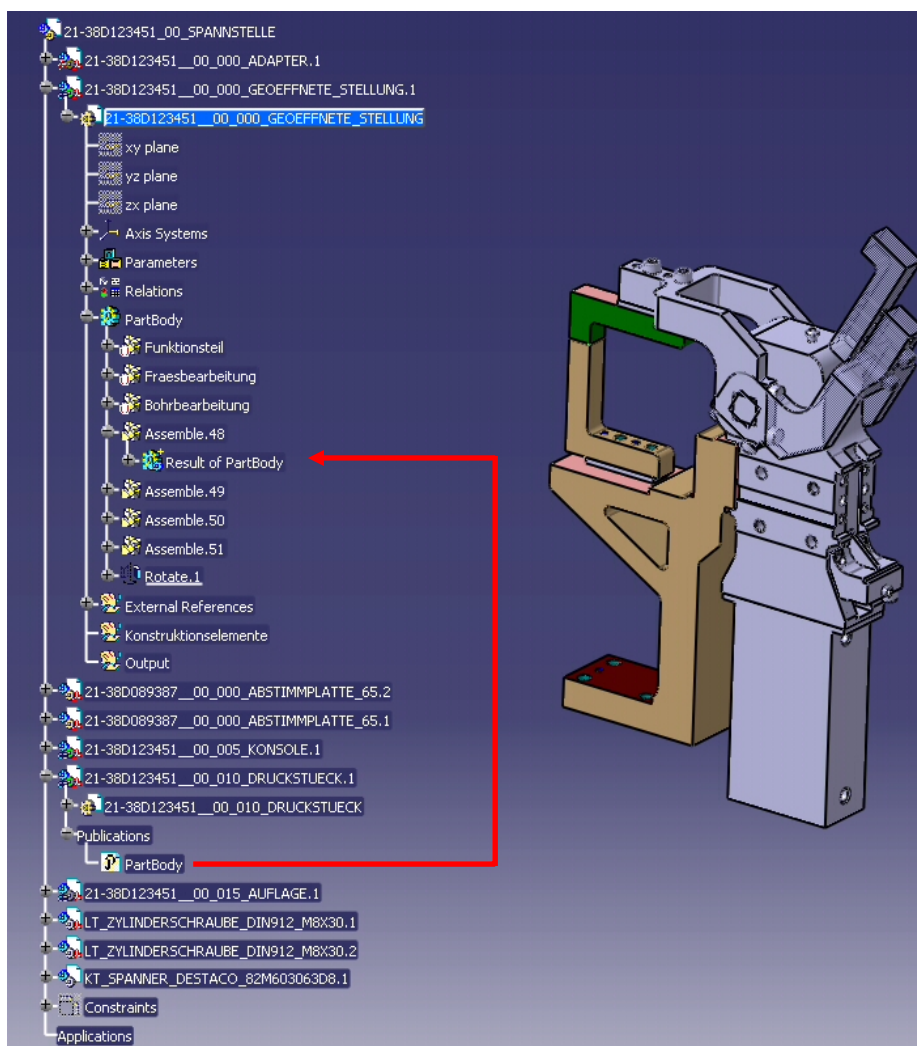 21-38D123451_00_SPANNSTELLE
21-38D123451__00_000_ADAPTER.1
21-38D123451__00_000_GEOEFFNETE_STELLUNG.1
21-38D123451__00_000_GEOEFFNETE_STELLUNG
xy plane
yz plane
zx plane
Axis Systems
Parameters
Relations
PartBody
Funktionsteil
Fraesbearbeitung
Bohrbearbeitung
Assemble.48
Result of PartBody
Assemble.49
Assemble.50
Assemble.51
Rotate.1
External References
Konstruktionselemente
Output
21-38D089387__00_000_ABSTIMMPLATTE_65.2
21-38D089387__00_000_ABSTIMMPLATTE_65.1
21-38D123451__00_005_KONSOLE.1
21-38D123451__00_010_DRUCKSTUECK.1
21-38D123451__00_010_DRUCKSTUECK
Publications
PartBody
21-38D123451__00_015_AUFLAGE.1
LT_ZYLINDERSCHRAUBE_DIN912_M8X30.1
LT_ZYLINDERSCHRAUBE_DIN912_M8X30.2
KT_SPANNER_DESTACO_82M603063D8.1
Constraints
Applications